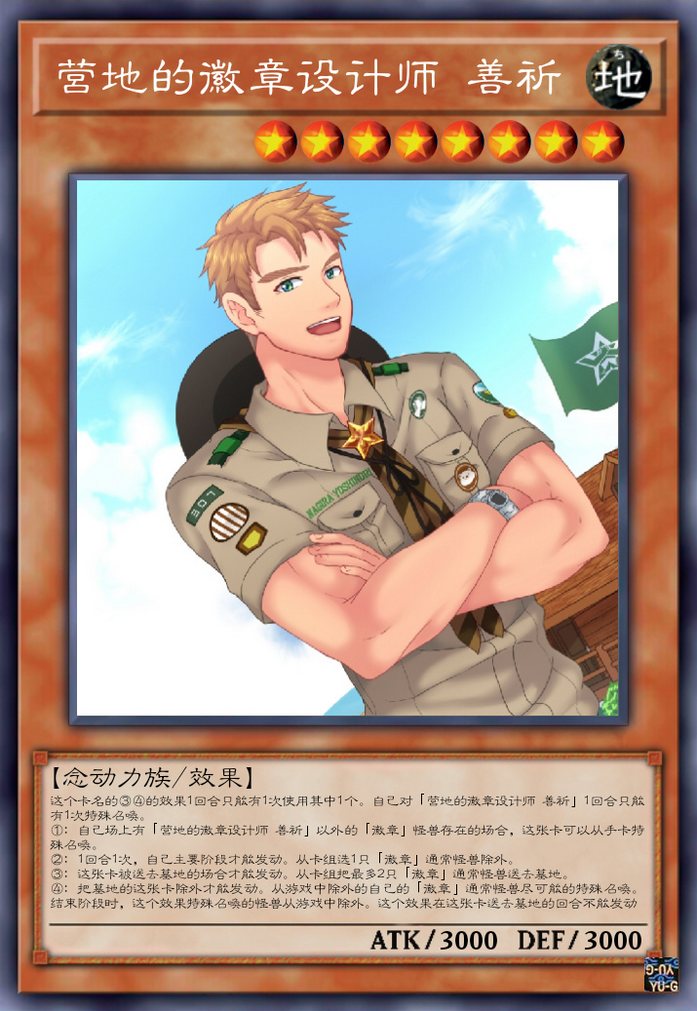 营地的徽章设计师 善祈
ち
地
LOE
NAGIRA YOSHINORI
【念动力族/效果】
这个卡名的③④的效果1回合只能有1次使用其中1个。自己对「营地的徽章设计师 善祈」1回合只能
有1次特殊召唤。
①：自己场上有「营地的徽章设计师 善祈」以外的「徽章」怪兽存在的场合，这张卡可以从手卡特
殊召唤。
②：1回合1次，自己主要阶段才能发动。从卡组选1只「徽章」通常怪兽除外。
③：这张卡被送去墓地的场合才能发动。从卡组把最多2只「徽章」通常怪兽送去墓地。
④：把墓地的这张卡除外才能发动。从游戏中除外的自己的「徽章」通常怪兽尽可能的特殊召唤。
结束阶段时，这个效果特殊召唤的怪兽从游戏中除外。这个效果在这张卡送去墓地的回合不能发动
ATK/3000 DEF/3000
YU-G